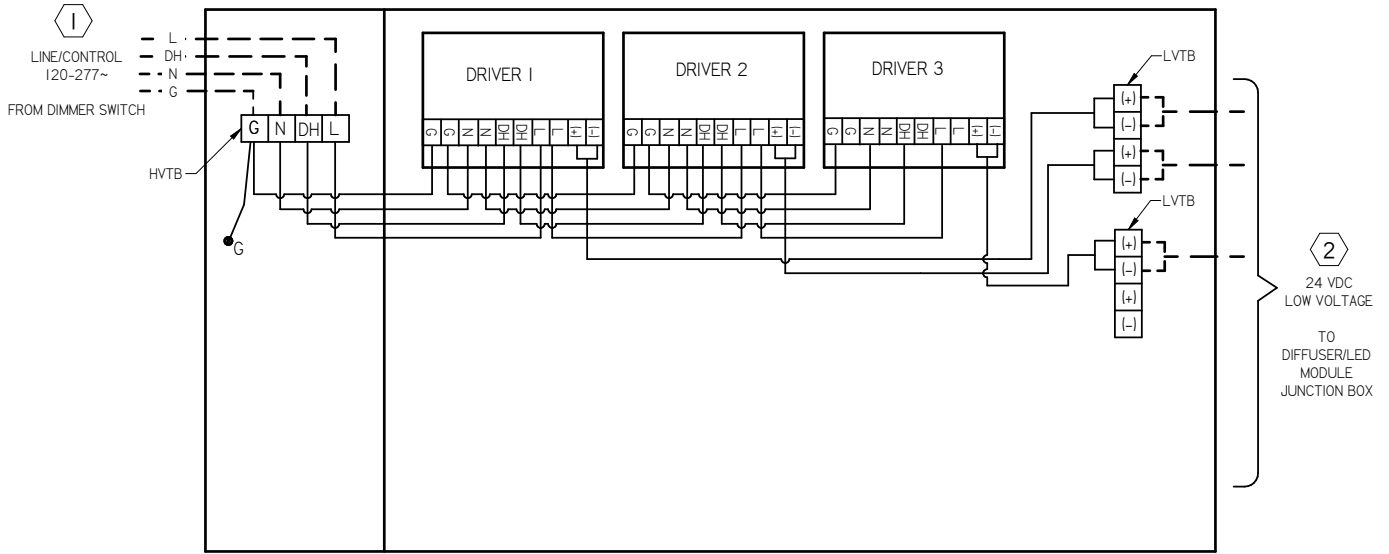 1
LINE/CONTROL
120-277~
FROM DIMMER SWITCH
L
DH
N
G
G N DH L
HVTB
G
DRIVER 1
G G N N DH DH L L (+) (-)
DRIVER 2
G G N N DH DH L L (+) (-)
DRIVER 3
G G N N DH DH L L (+) (-)
LVTB
(+)
(-)
(+)
(-)
LVTB
(+)
(-)
(+)
(-)
2
24 VDC
LOW VOLTAGE
TO
DIFFUSER/LED
MODULE
JUNCTION BOX